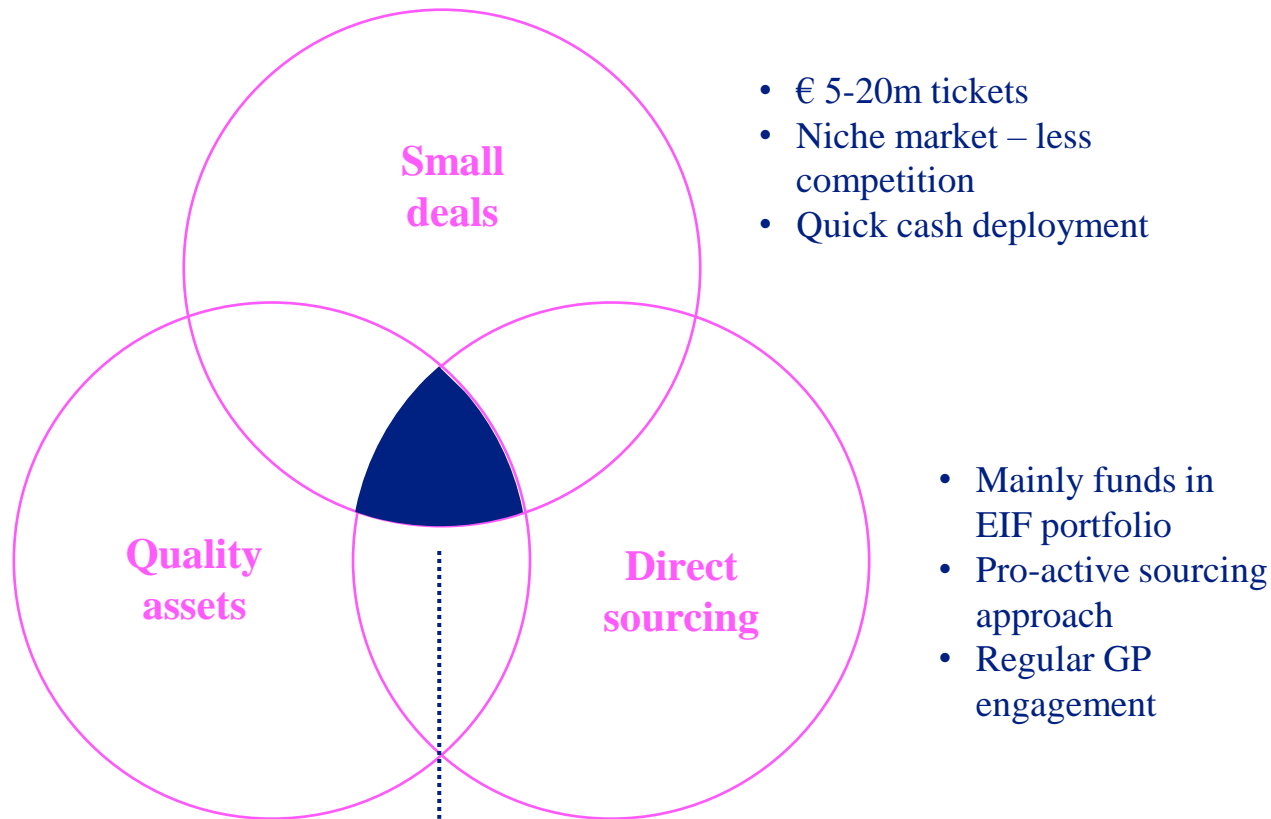 Small
deals
• € 5-20m tickets
• Niche market – less
competition
• Quick cash deployment
Quality
assets
Direct
sourcing
• Mainly funds in
EIF portfolio
• Pro-active sourcing
approach
• Regular GP
engagement